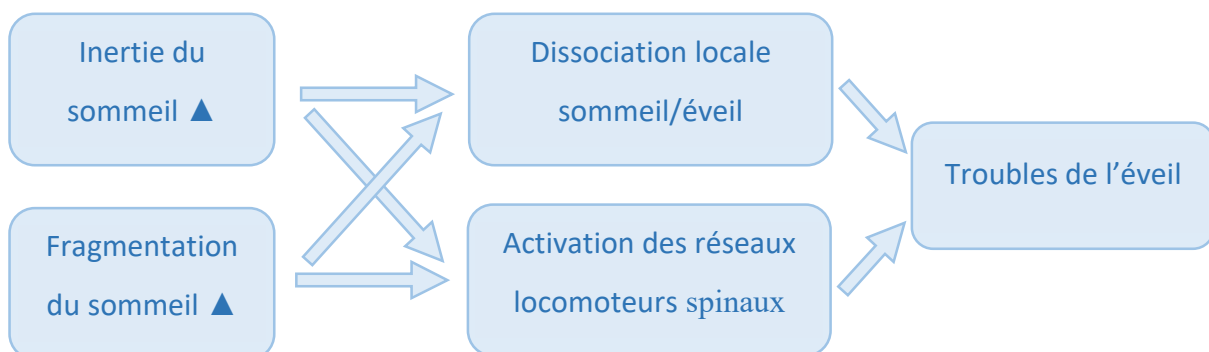 Inertie du
sommeil ▲
Fragmentation
du sommeil ▲
Dissociation locale
sommeil/éveil
Activation des réseaux
locomoteurs spinaux
Troubles de l’éveil